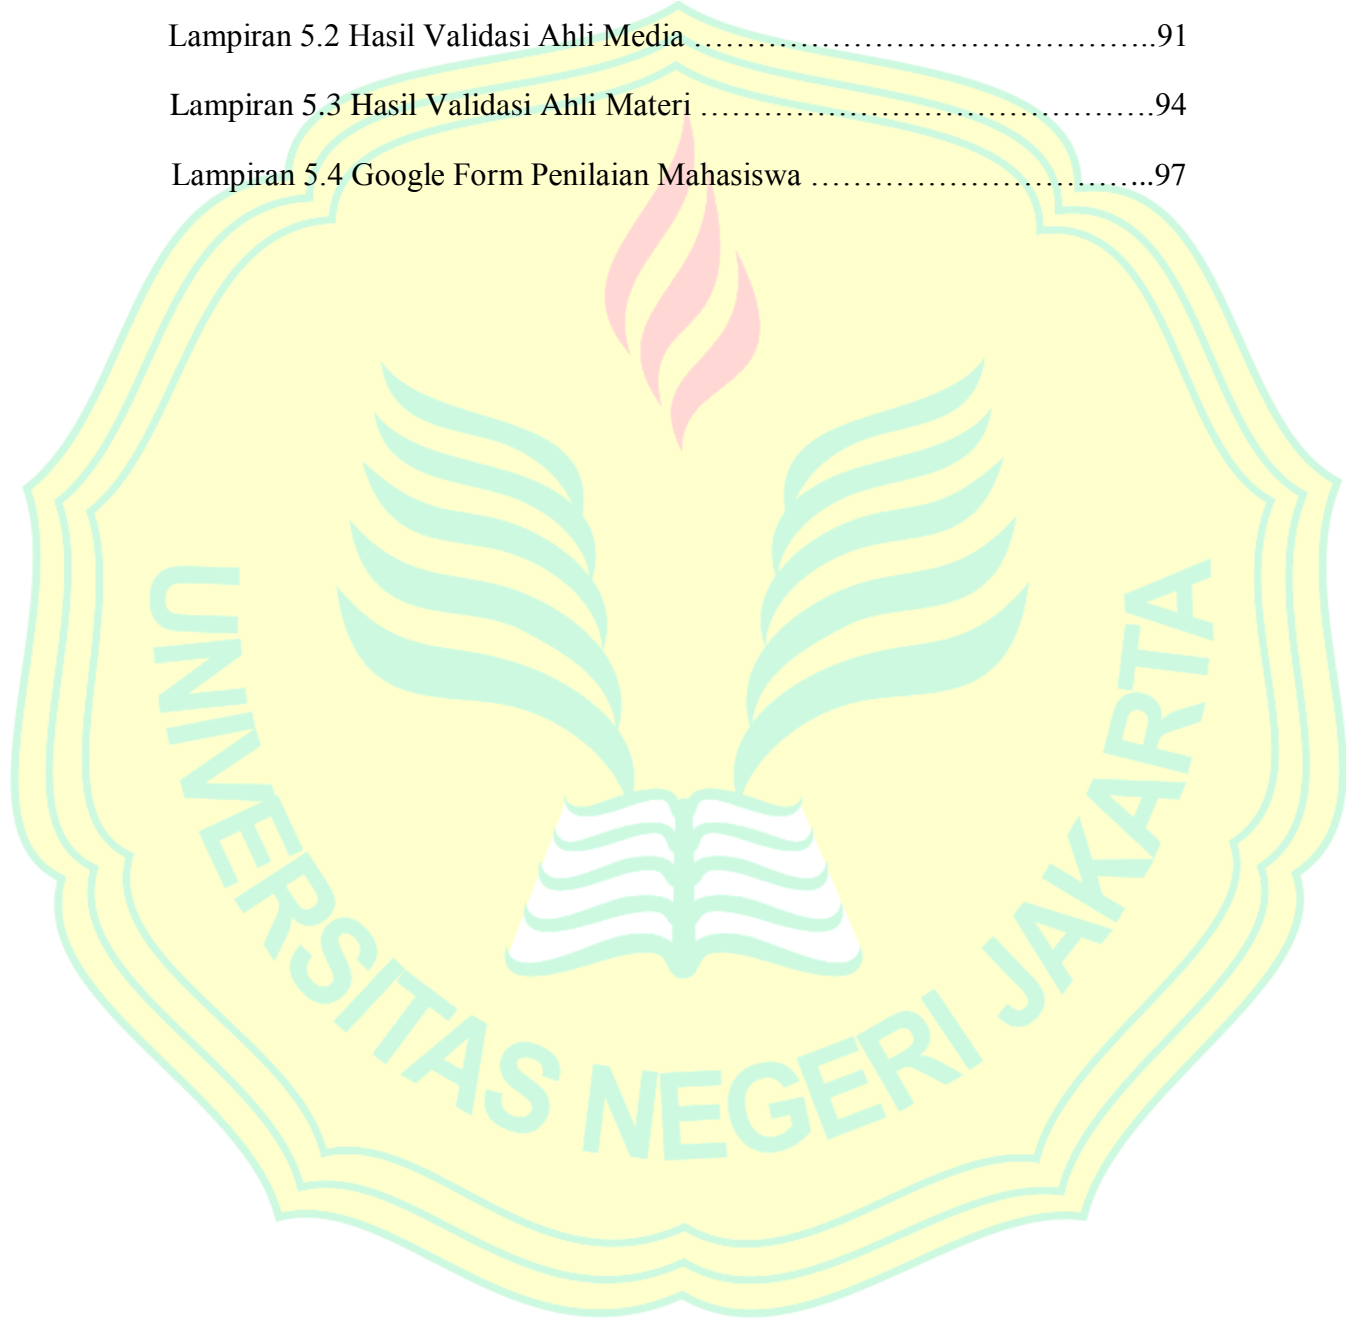 Lampiran 5.2 Hasil Validasi Ahli Media ……………………………………..91
Lampiran 5.3 Hasil Validasi Ahli Materi …………………………………….94
Lampiran 5.4 Google Form Penilaian Mahasiswa …………………………...97
UNIVERSITAS NEGERI JAKARTA